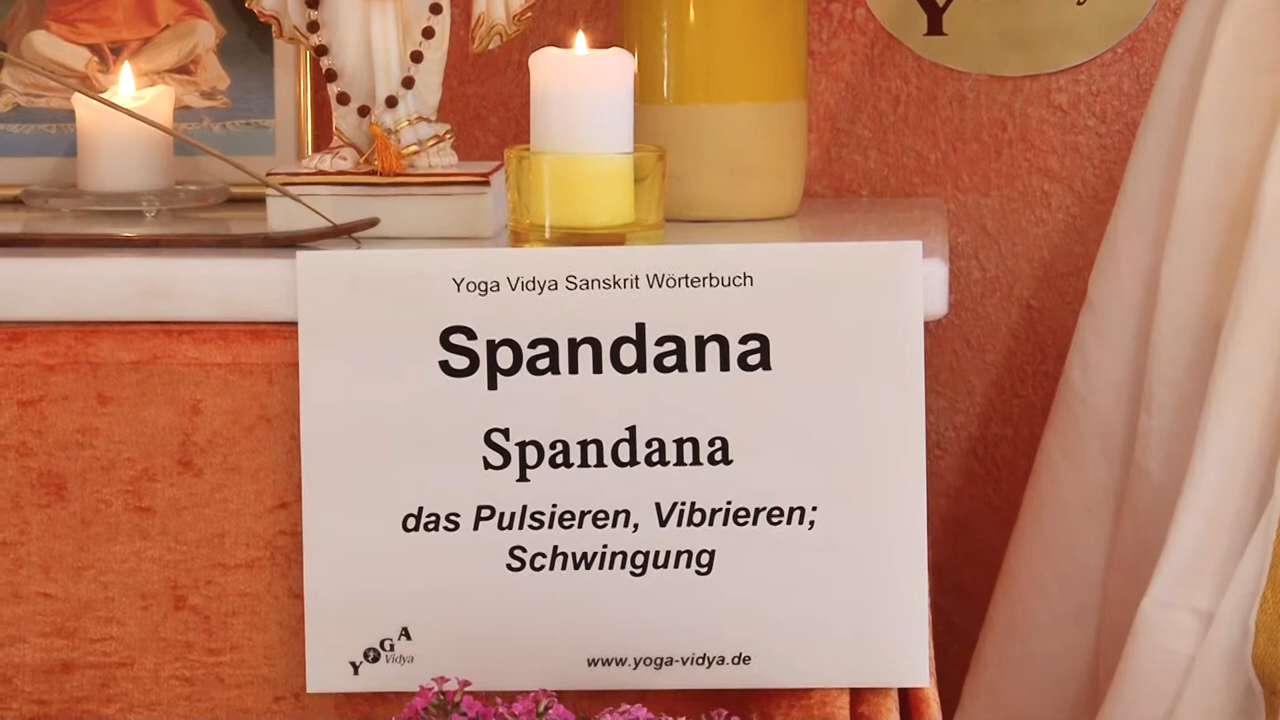 Yoga Vidya Sanskrit Wörterbuch
Spandana
Spandana
das Pulsieren, Vibrieren;
Schwingung
YOGA
Vidya
www.yoga-vidya.de